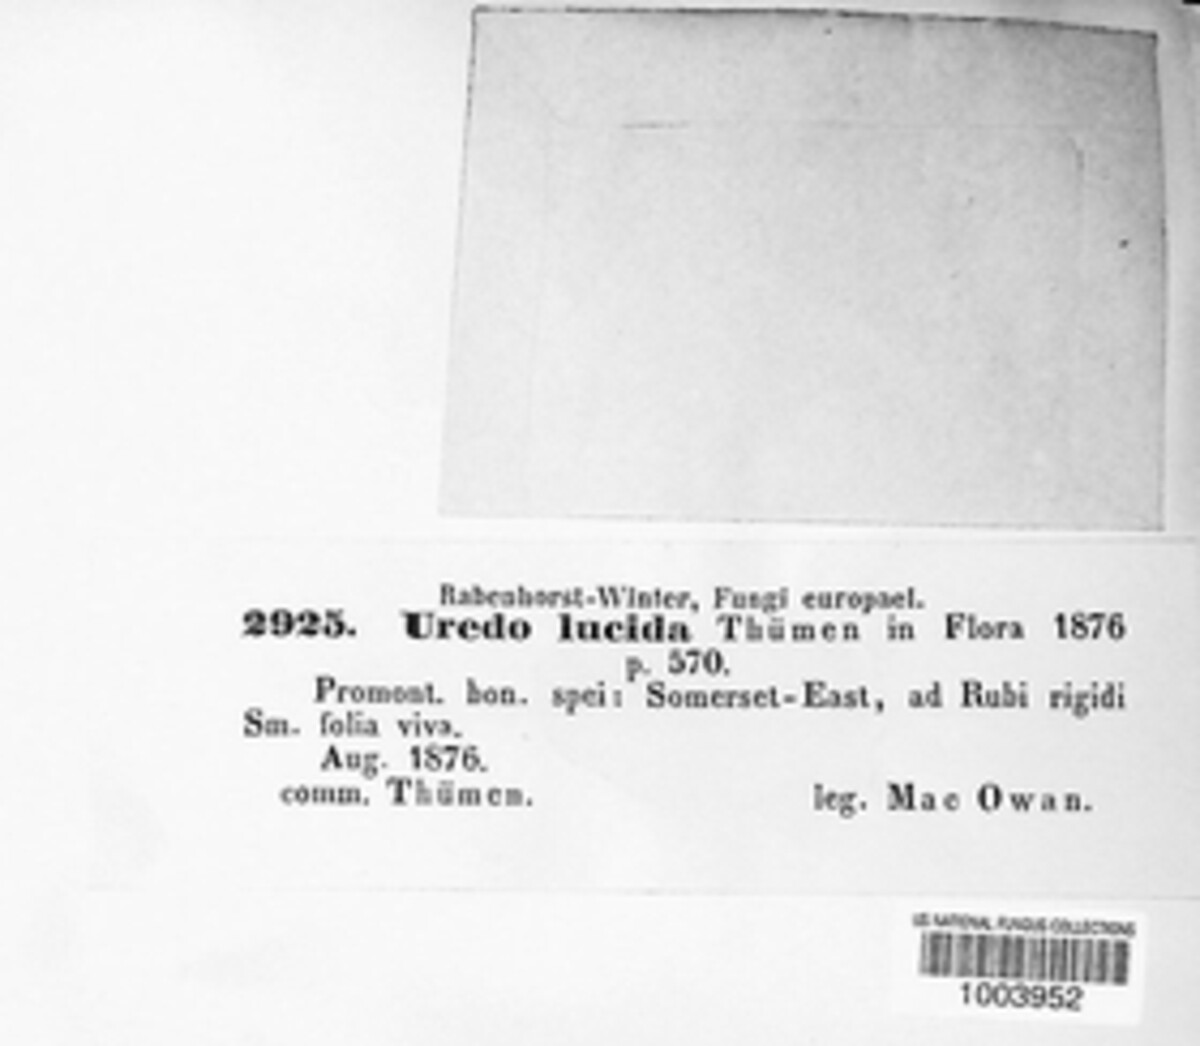 Rabenhorst-Winter, Fungi europaei.
2925. Uredo lucida Thümen in Flora 1876
p. 570.
Promont. bon. spei: Somerset-East, ad Rubi rigidi
Sm. folia viva.
Aug. 1876.
comm. Thümen. leg. Mac Owan.
US NATIONAL FUNGUS COLLECTIONS
1003952